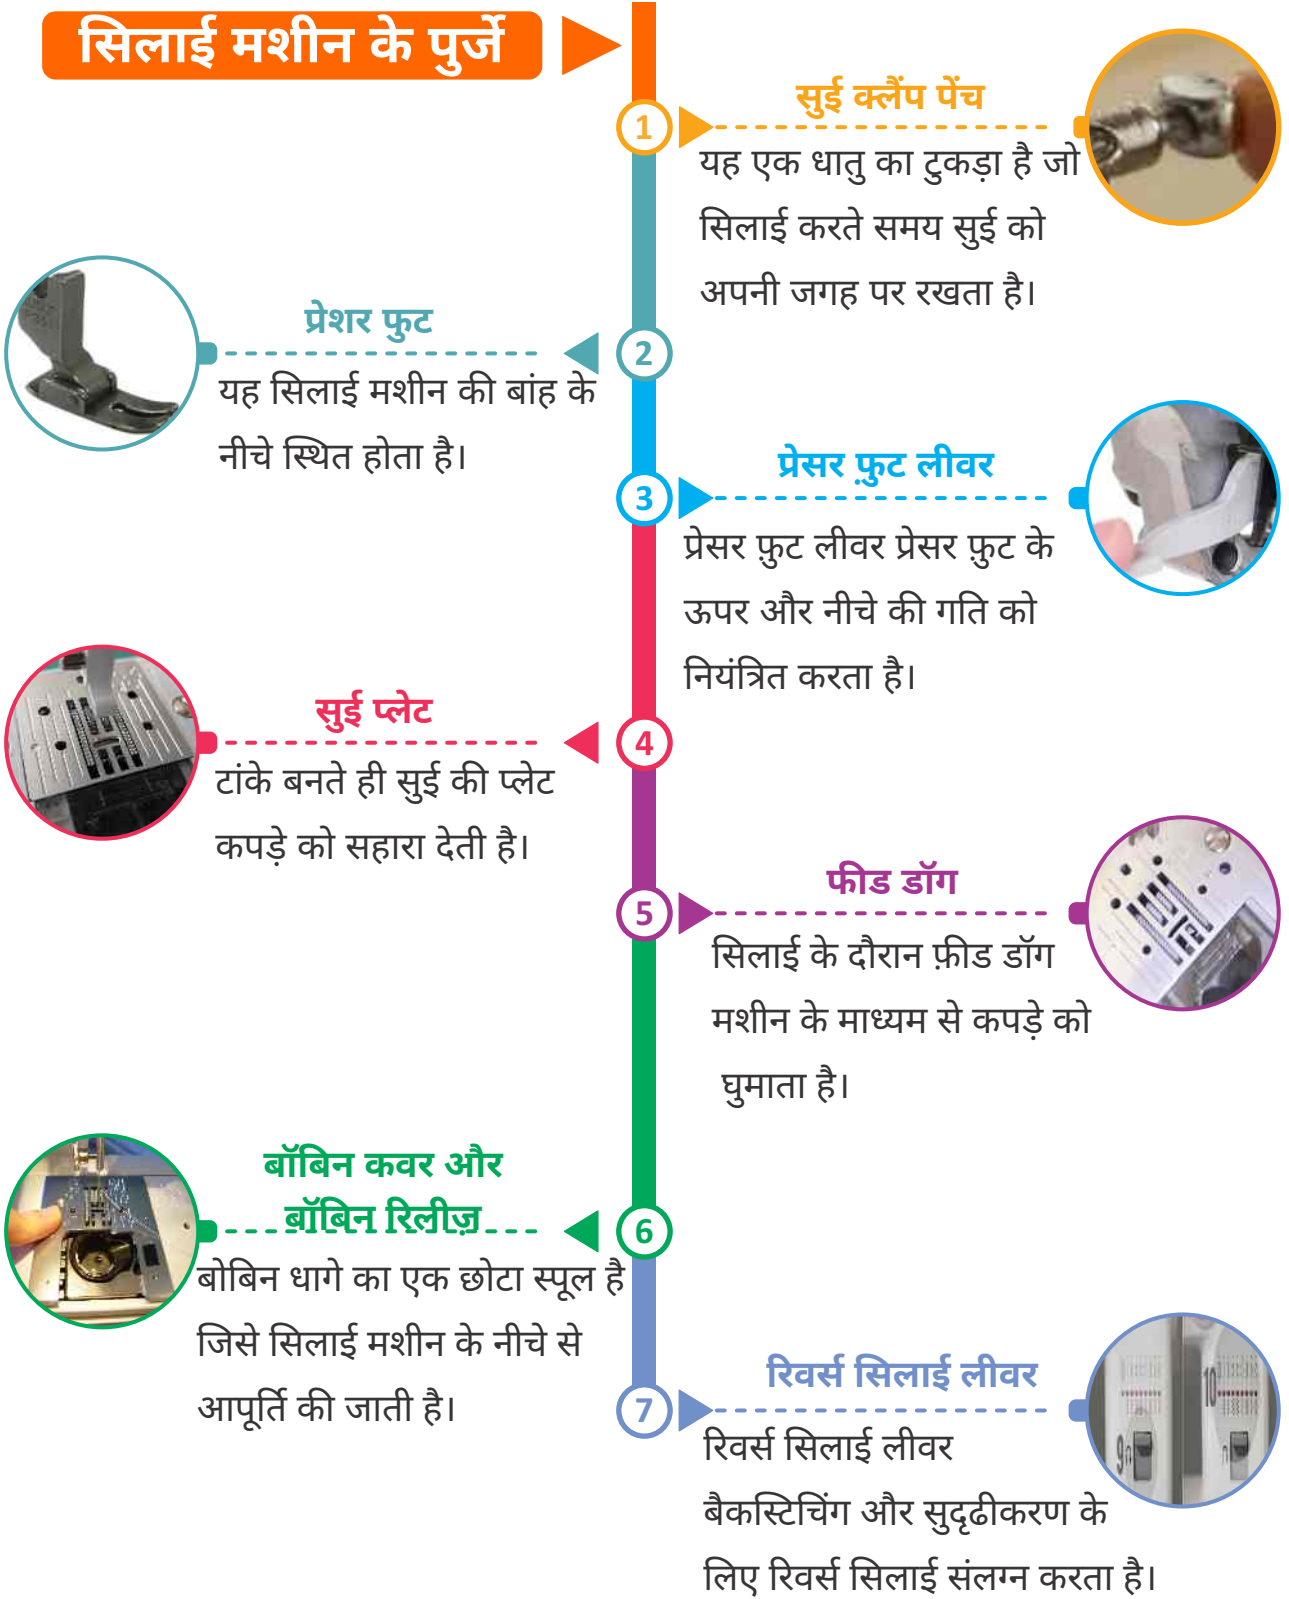 सिलाई मशीन के पुर्जे
1
सुई क्लैंप पेंच
यह एक धातु का टुकड़ा है जो
सिलाई करते समय सुई को
अपनी जगह पर रखता है।
2
प्रेशर फुट
यह सिलाई मशीन की बांह के
नीचे स्थित होता है।
3
प्रेसर फ़ुट लीवर
प्रेसर फ़ुट लीवर प्रेसर फ़ुट के
ऊपर और नीचे की गति को
नियंत्रित करता है।
4
सुई प्लेट
टांके बनते ही सुई की प्लेट
कपड़े को सहारा देती है।
5
फीड डॉग
सिलाई के दौरान फ़ीड डॉग
मशीन के माध्यम से कपड़े को
घुमाता है।
6
बॉबिन कवर और
बॉबिन रिलीज़
बोबिन धागे का एक छोटा स्पूल है
जिसे सिलाई मशीन के नीचे से
आपूर्ति की जाती है।
7
रिवर्स सिलाई लीवर
रिवर्स सिलाई लीवर
बैकस्टिचिंग और सुदृढीकरण के
लिए रिवर्स सिलाई संलग्न करता है।
9
10